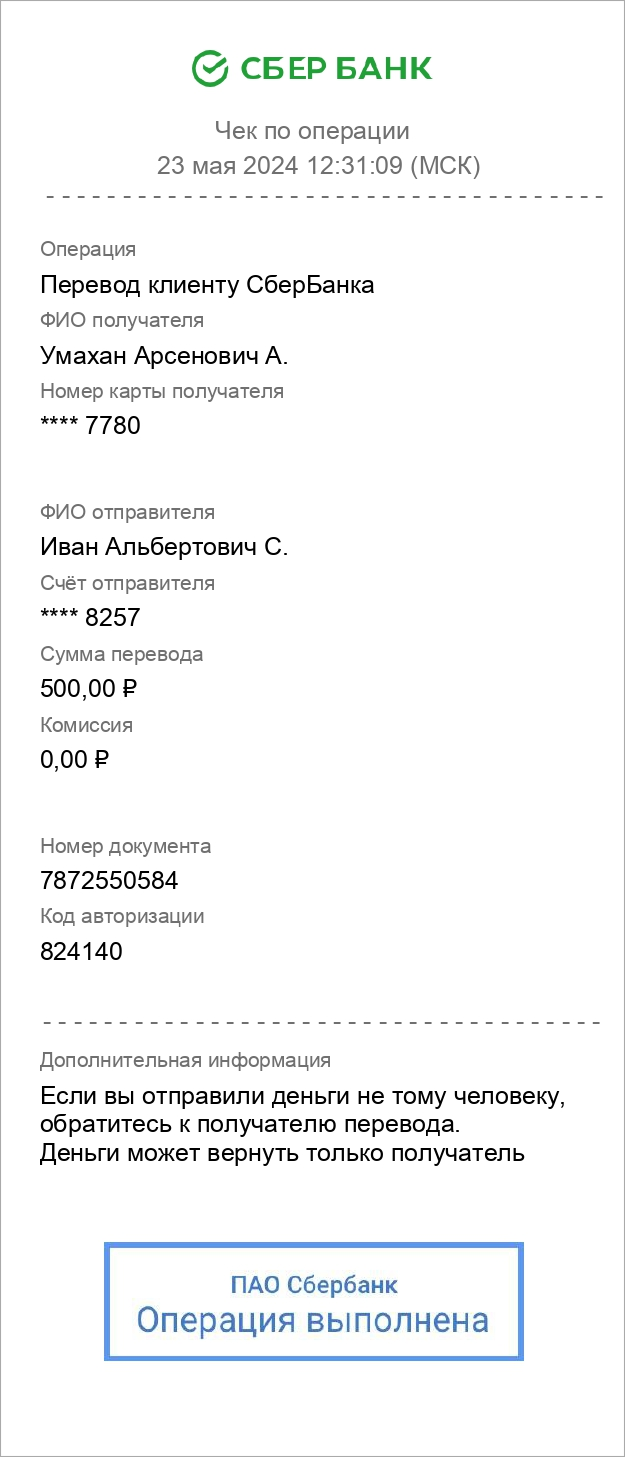 СБЕР БАНК
Чек по операции
23 мая 2024 12:31:09 (МСК)
Операция
Перевод клиенту СберБанка
ФИО получателя
Умахан Арсенович А.
Номер карты получателя
**** 7780
ФИО отправителя
Иван Альбертович С.
Счёт отправителя
**** 8257
Сумма перевода
500,00 ₽
Комиссия
0,00 ₽
Номер документа
7872550584
Код авторизации
824140
Дополнительная информация
Если вы отправили деньги не тому человеку,
обратитесь к получателю перевода.
Деньги может вернуть только получатель
ПАО Сбербанк
Операция выполнена